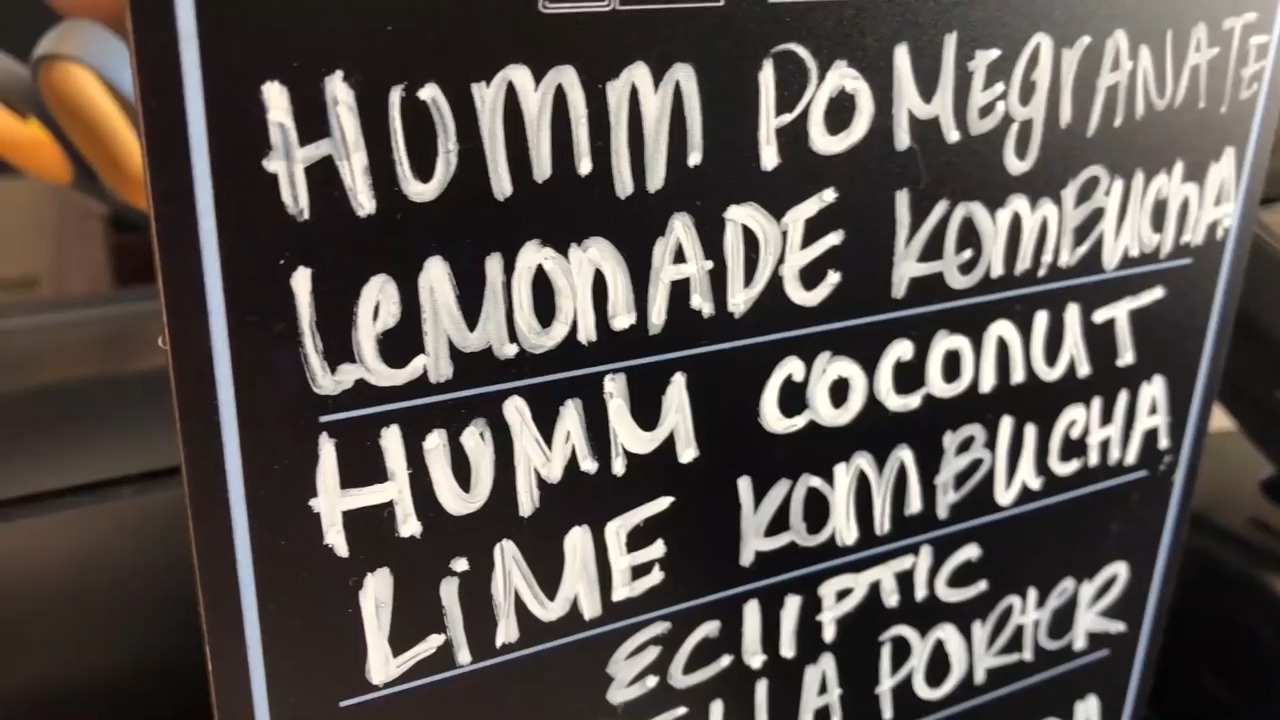 HUMM POMEgrANATE
LeMOnADE KOmBUChA
HUMM COCOnUT
LiME KOMBUCHA
EClIPTIC
PORtER